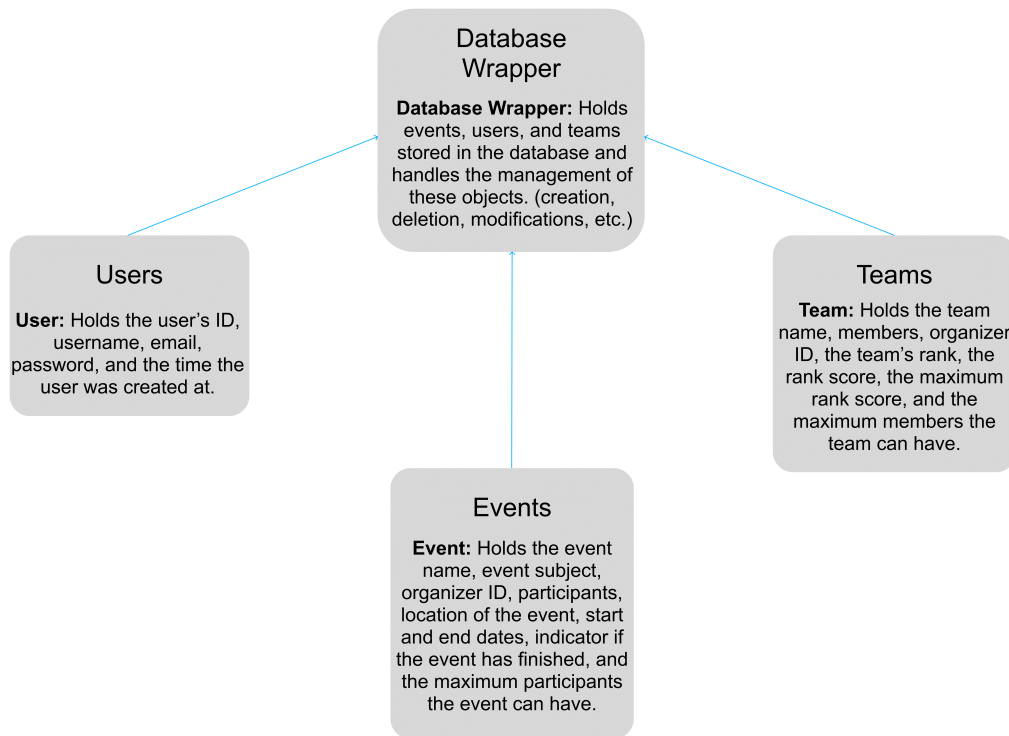 Database
Wrapper
Database Wrapper: Holds
events, users, and teams
stored in the database and
handles the management of
these objects. (creation,
deletion, modifications, etc.)
Users
User: Holds the user’s ID,
username, email,
password, and the time the
user was created at.
Teams
Team: Holds the team
name, members, organizer
ID, the team’s rank, the
rank score, the maximum
rank score, and the
maximum members the
team can have.
Events
Event: Holds the event
name, event subject,
organizer ID, participants,
location of the event, start
and end dates, indicator if
the event has finished, and
the maximum participants
the event can have.